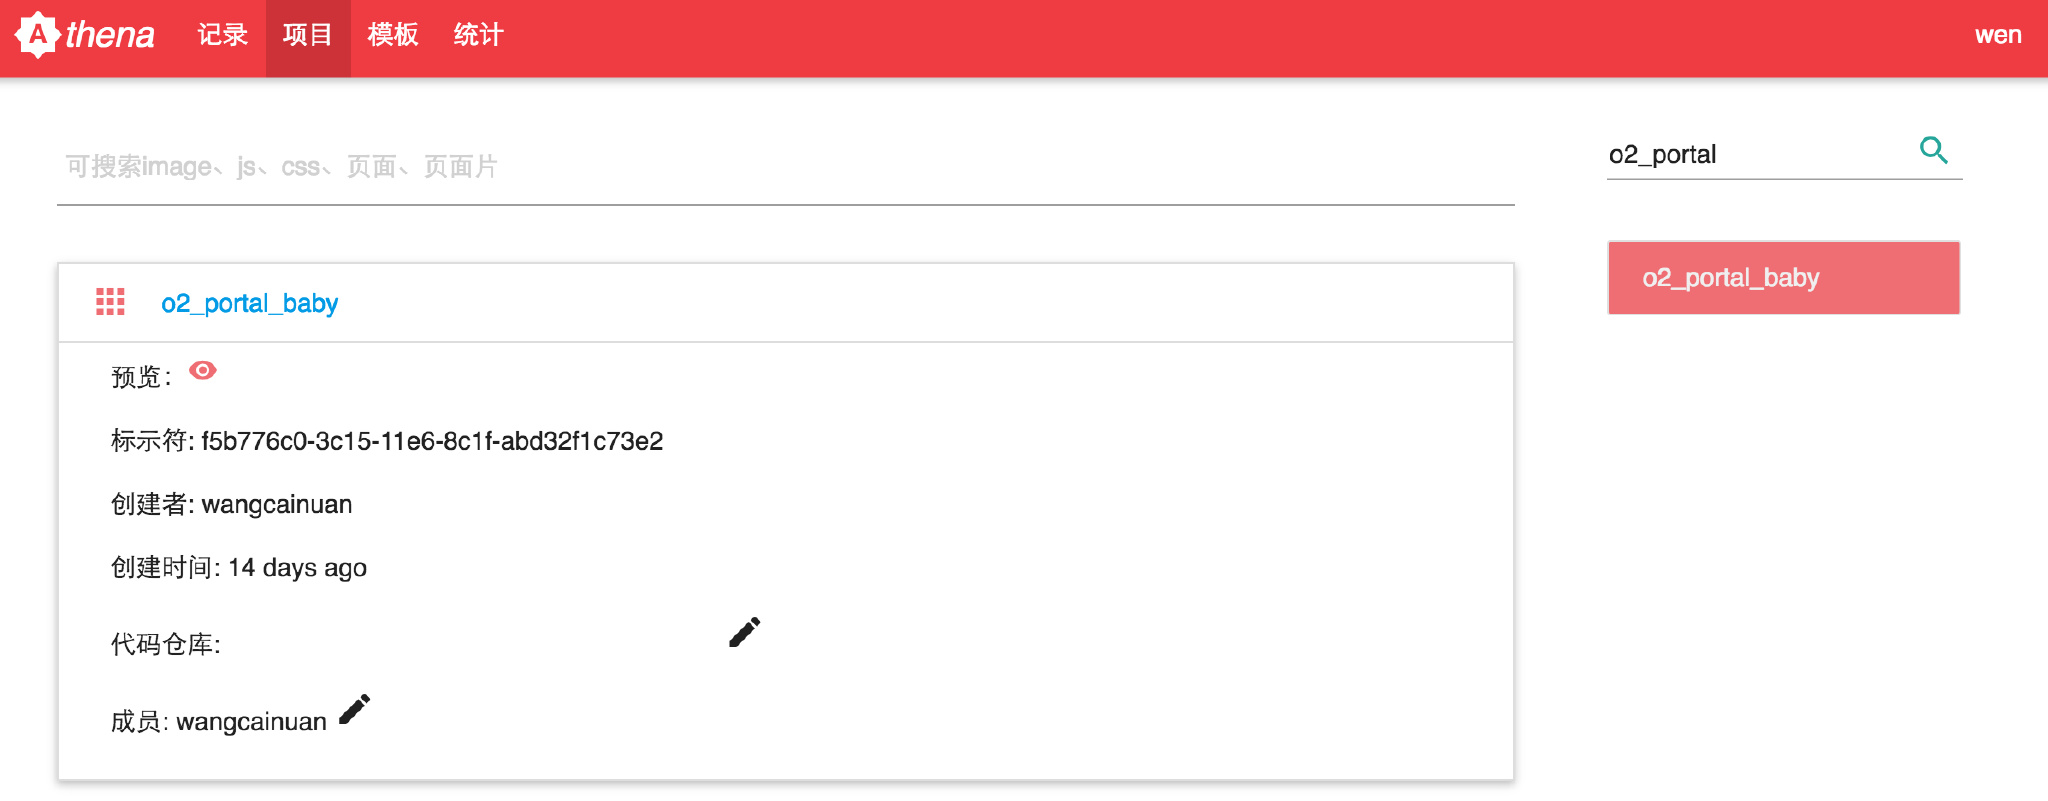 Athena 记录 项目 模板 统计 wen
可搜索image、js、css、页面、页面片
o2_portal
o2_portal_baby
o2_portal_baby
预览：
标示符: f5b776c0-3c15-11e6-8c1f-abd32f1c73e2
创建者: wangcainuan
创建时间: 14 days ago
代码仓库:
成员: wangcainuan